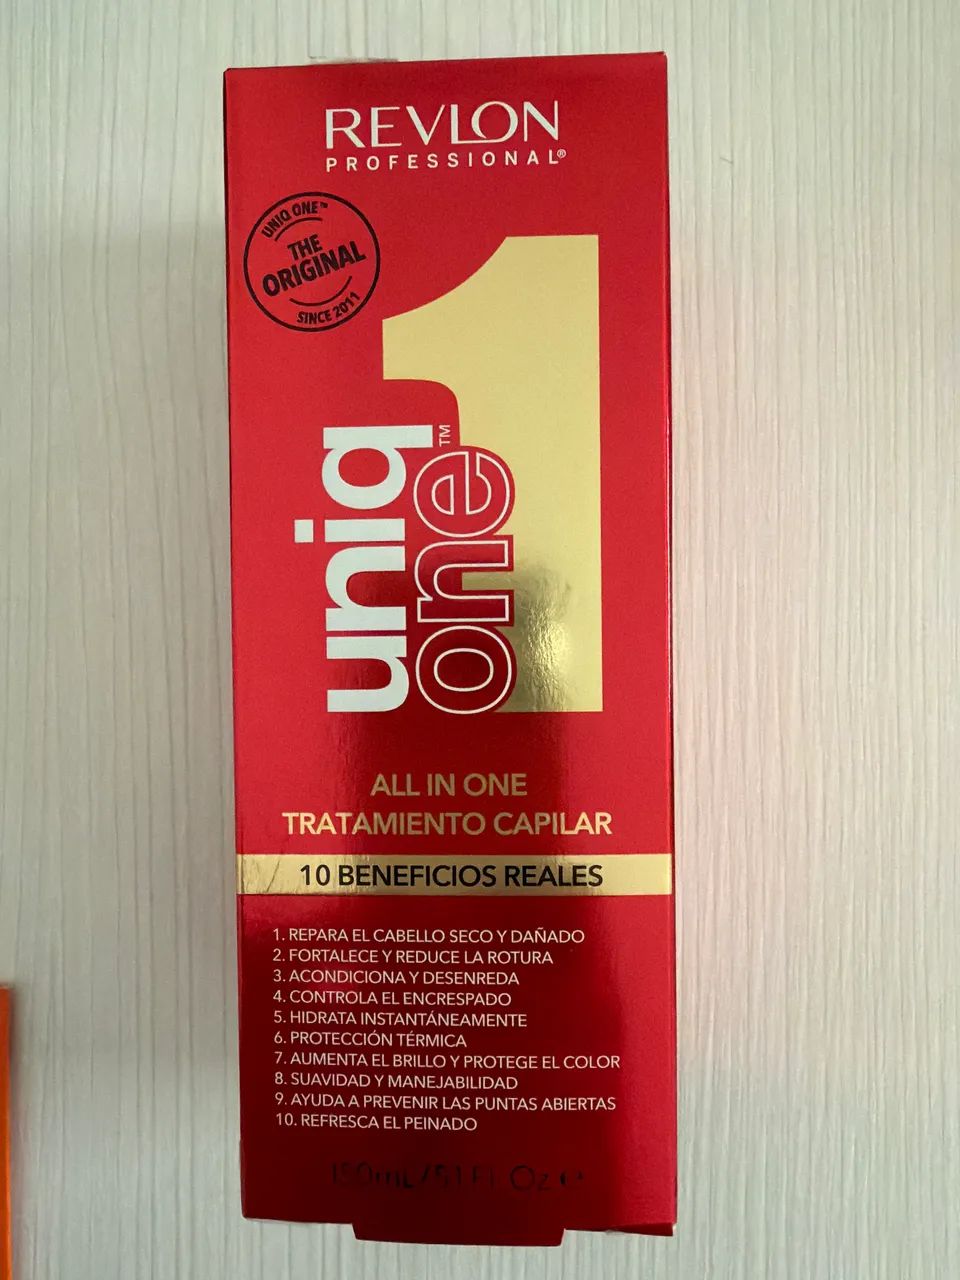 REVLON
PROFESSIONAL®
UNIQ ONE™
THE
ORIGINAL
SINCE 2011
1
uniq
one™
ALL IN ONE
TRATAMIENTO CAPILAR
10 BENEFICIOS REALES
1. REPARA EL CABELLO SECO Y DAÑADO
2. FORTALECE Y REDUCE LA ROTURA
3. ACONDICIONA Y DESENREDA
4. CONTROLA EL ENCRESPADO
5. HIDRATA INSTANTÁNEAMENTE
6. PROTECCIÓN TÉRMICA
7. AUMENTA EL BRILLO Y PROTEGE EL COLOR
8. SUAVIDAD Y MANEJABILIDAD
9. AYUDA A PREVENIR LAS PUNTAS ABIERTAS
10. REFRESCA EL PEINADO
150mL/5.1 Fl. Oz ℮